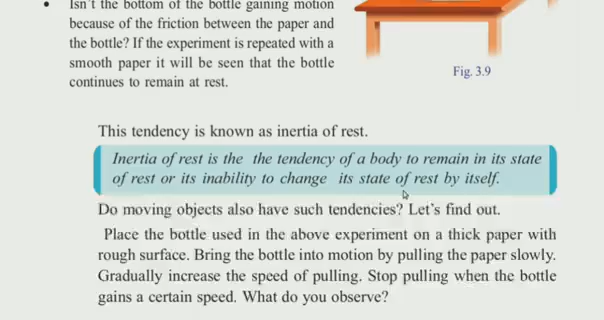 • Isn't the bottom of the bottle gaining motion
because of the friction between the paper and
the bottle? If the experiment is repeated with a
smooth paper it will be seen that the bottle
continues to remain at rest.
Fig. 3.9
This tendency is known as inertia of rest.
Inertia of rest is the the tendency of a body to remain in its state
of rest or its inability to change its state of rest by itself.
Do moving objects also have such tendencies? Let's find out.
Place the bottle used in the above experiment on a thick paper with
rough surface. Bring the bottle into motion by pulling the paper slowly.
Gradually increase the speed of pulling. Stop pulling when the bottle
gains a certain speed. What do you observe?